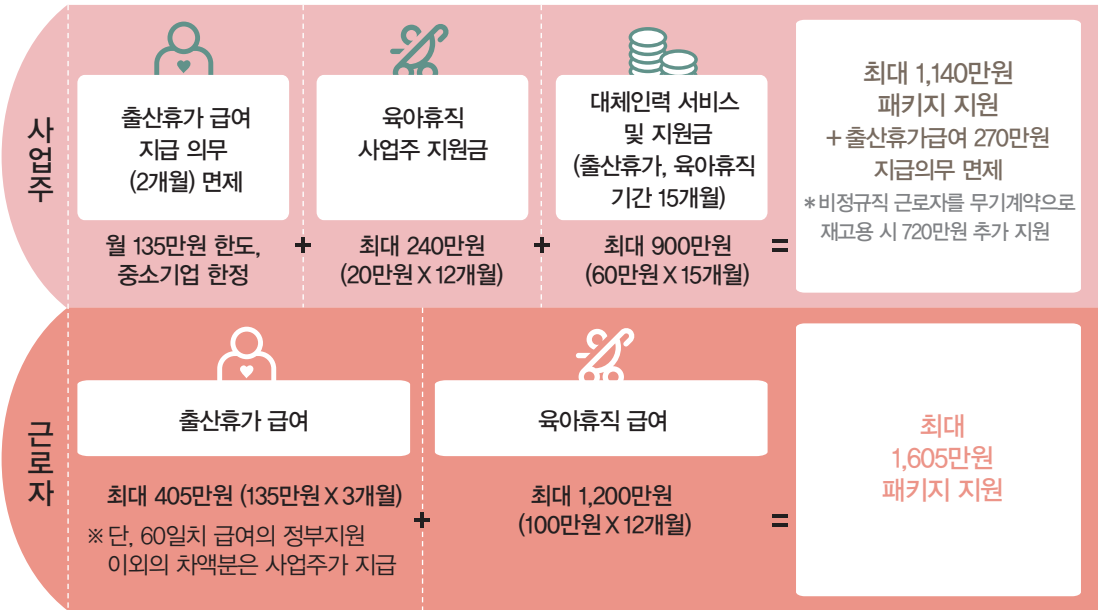 사업주
출산휴가 급여
지급 의무
(2개월) 면제
월 135만원 한도,
중소기업 한정
+
육아휴직
사업주 지원금
최대 240만원
(20만원 X 12개월)
+
대체인력 서비스
및 지원금
(출산휴가, 육아휴직
기간 15개월)
최대 900만원
(60만원 X 15개월)
=
최대 1,140만원
패키지 지원
+ 출산휴가급여 270만원
지급의무 면제
* 비정규직 근로자를 무기계약으로
재고용 시 720만원 추가 지원
근로자
출산휴가 급여
최대 405만원 (135만원 X 3개월)
※ 단, 60일치 급여의 정부지원
이외의 차액분은 사업주가 지급
+
육아휴직 급여
최대 1,200만원
(100만원 X 12개월)
=
최대
1,605만원
패키지 지원